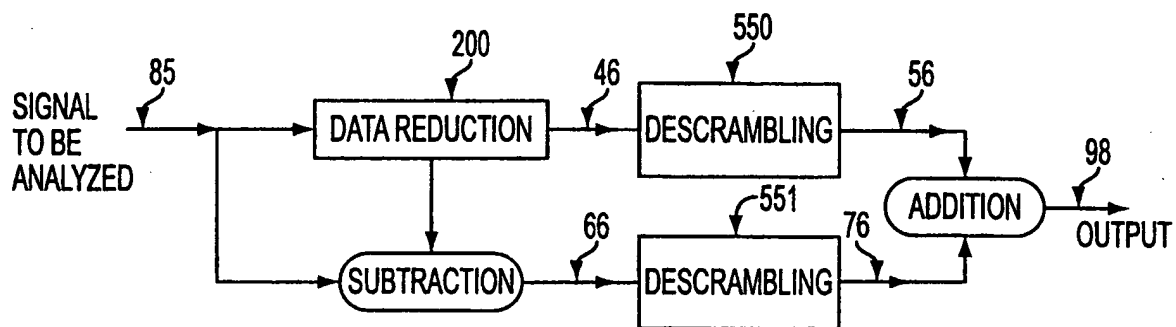 200
550
85
46
56
SIGNAL
TO BE
ANALYZED
DATA REDUCTION
DESCRAMBLING
98
ADDITION
OUTPUT
551
66
76
SUBTRACTION
DESCRAMBLING